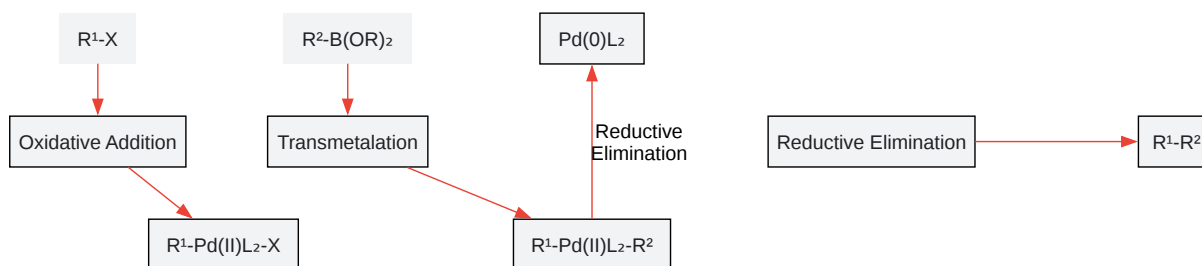 R¹-X
R²-B(OR)₂
Pd(0)L₂
Oxidative Addition
Transmetalation
Reductive
Elimination
Reductive Elimination
R¹-R²
R¹-Pd(II)L₂-X
R¹-Pd(II)L₂-R²